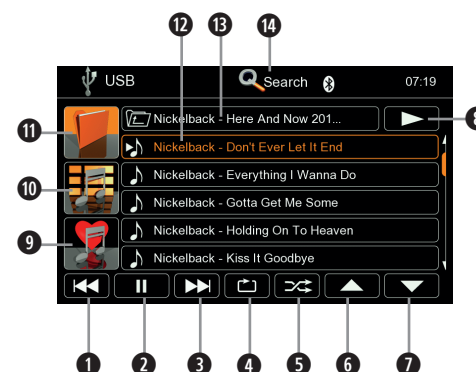 12 13 14
USB Search 07:19
11 Nickelback - Here And Now 201... 8
Nickelback - Don't Ever Let It End
10 Nickelback - Everything I Wanna Do
Nickelback - Gotta Get Me Some
9 Nickelback - Holding On To Heaven
Nickelback - Kiss It Goodbye
1 2 3 4 5 6 7